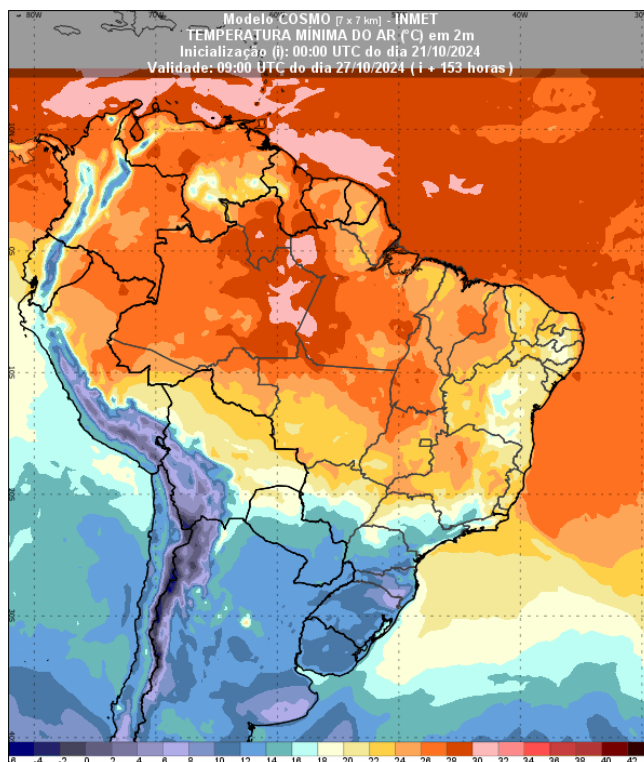 Modelo COSMO [7 x 7 km] - INMET
TEMPERATURA MÍNIMA DO AR (°C) em 2m
Inicialização (i): 00:00 UTC do dia 21/10/2024
Validade: 09:00 UTC do dia 27/10/2024 ( i + 153 horas )
80W 70W 60W 50W 40W
-4 -2 0 2 4 6 8 10 12 14 16 18 20 22 24 26 28 30 32 34 36 38 40